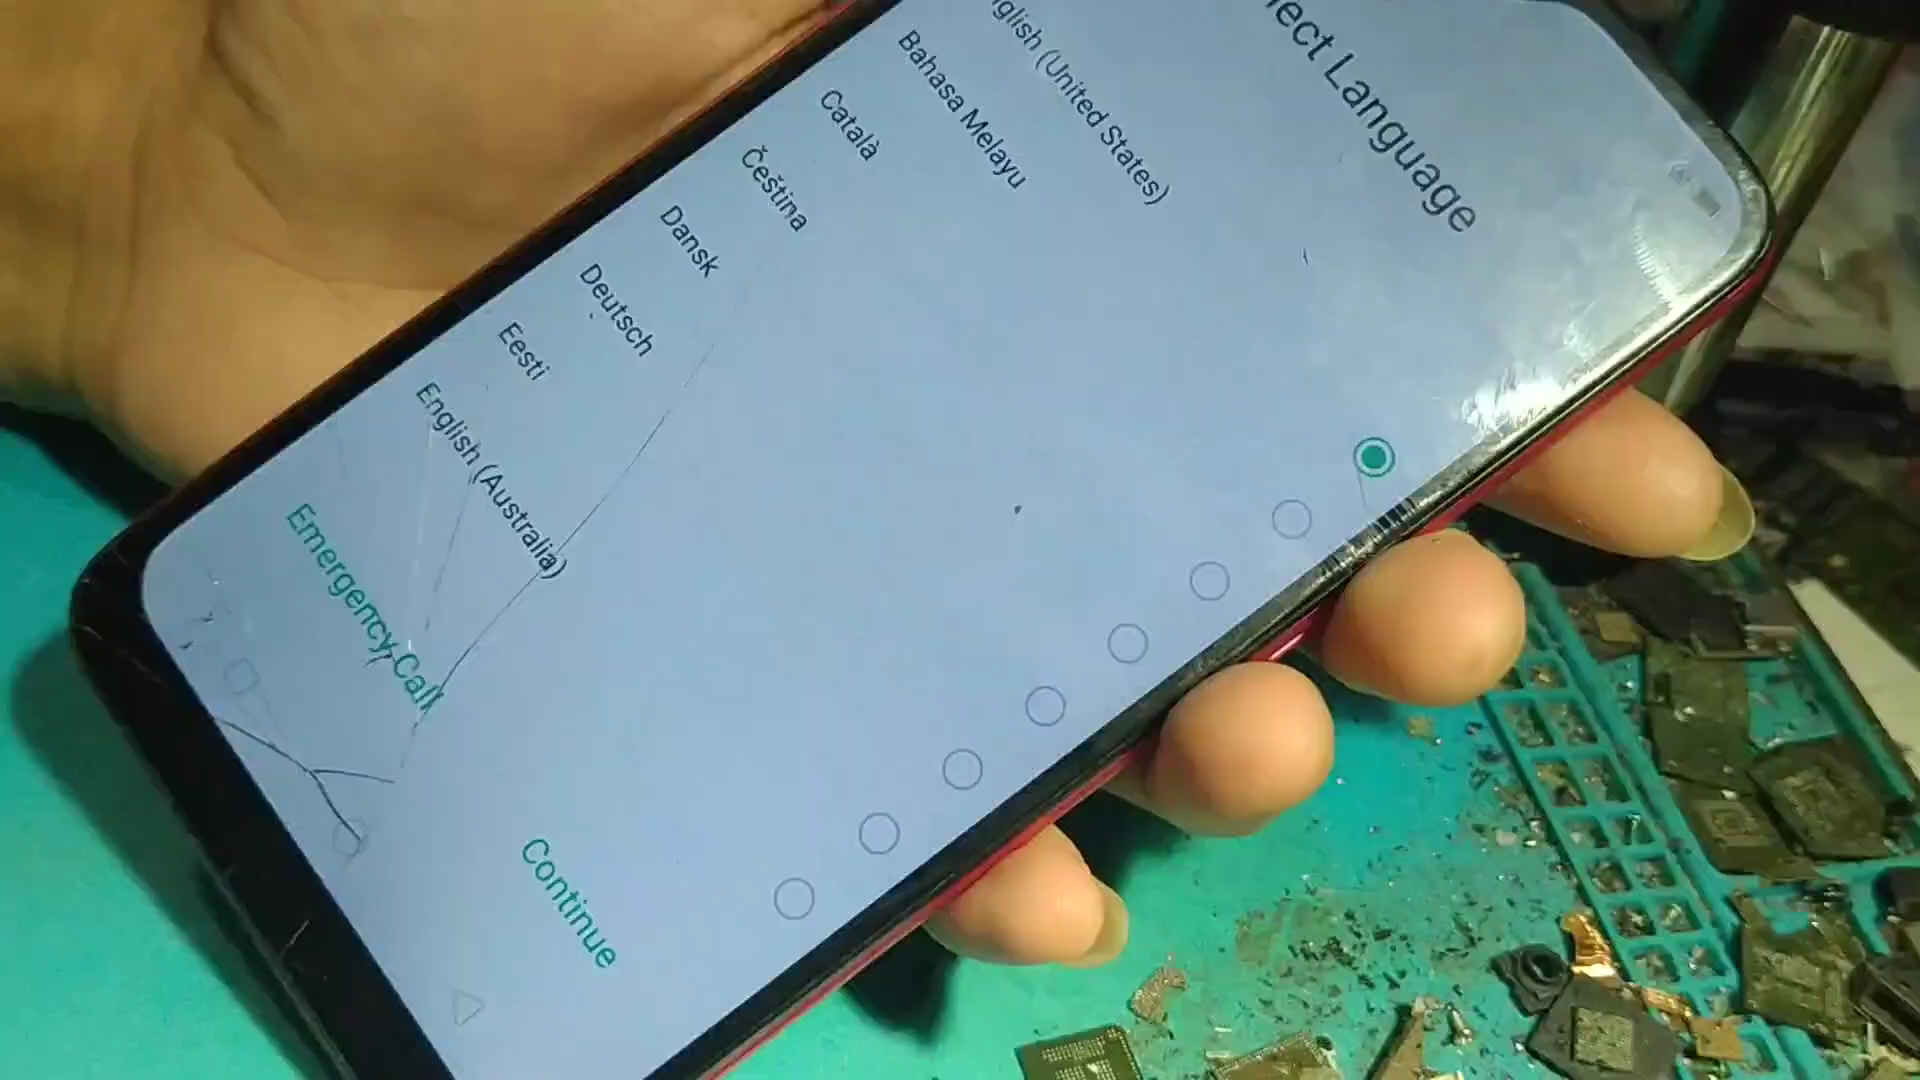 ect Language
glish (United States)
Bahasa Melayu
Català
Čeština
Dansk
Deutsch
Eesti
English (Australia)
Emergency Call
Continue